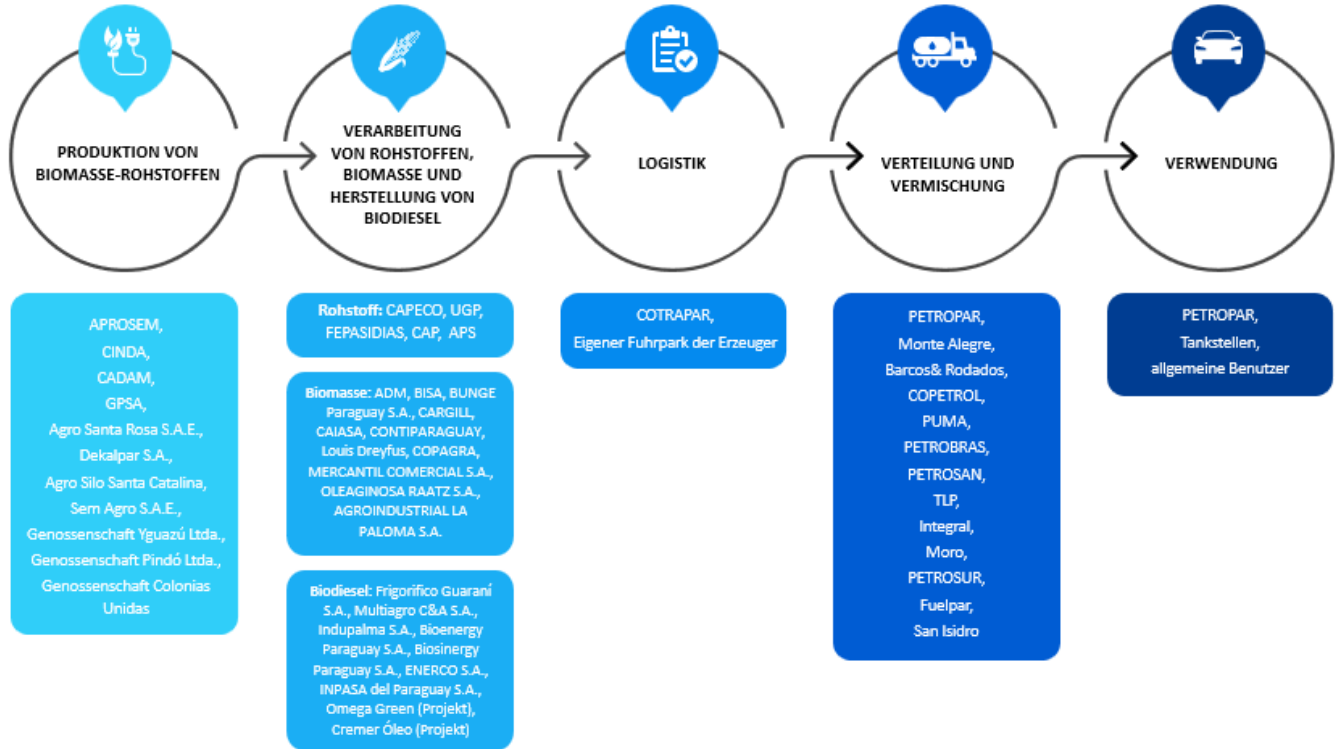 PRODUKTION VON
BIOMASSE-ROHSTOFFEN
VERARBEITUNG
VON ROHSTOFFEN,
BIOMASSE UND
HERSTELLUNG VON
BIODIESEL
LOGISTIK
VERTEILUNG UND
VERMISCHUNG
VERWENDUNG
APROSEM,
CINDA,
CADAM,
GPSA,
Agro Santa Rosa S.A.E.,
Dekalpar S.A.,
Agro Silo Santa Catalina,
Sem Agro S.A.E.,
Genossenschaft Yguazú Ltda.,
Genossenschaft Pindó Ltda.,
Genossenschaft Colonias
Unidas
Rohstoff: CAPECO, UGP,
FEPASIDIAS, CAP, APS
Biomasse: ADM, BISA, BUNGE
Paraguay S.A., CARGILL,
CAIASA, CONTIPARAGUAY,
Louis Dreyfus, COPAGRA,
MERCANTIL COMERCIAL S.A.,
OLEAGINOSA RAATZ S.A.,
AGROINDUSTRIAL LA
PALOMA S.A.
Biodiesel: Frigorifico Guaraní
S.A., Multiagro C&A S.A.,
Indupalma S.A., Bioenergy
Paraguay S.A., Biosinergy
Paraguay S.A., ENERCO S.A.,
INPASA del Paraguay S.A.,
Omega Green (Projekt),
Cremer Óleo (Projekt)
COTRAPAR,
Eigener Fuhrpark der Erzeuger
PETROPAR,
Monte Alegre,
Barcos& Rodados,
COPETROL,
PUMA,
PETROBRAS,
PETROSAN,
TLP,
Integral,
Moro,
PETROSUR,
Fuelpar,
San Isidro
PETROPAR,
Tankstellen,
allgemeine Benutzer